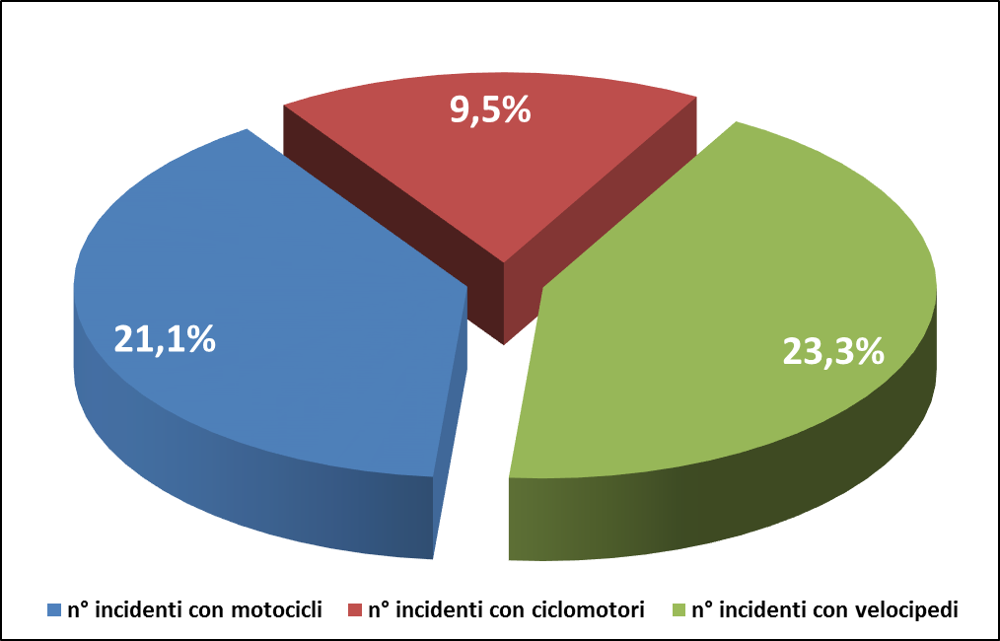 9,5%
21,1%
23,3%
n° incidenti con motocicli n° incidenti con ciclomotori n° incidenti con velocipedi